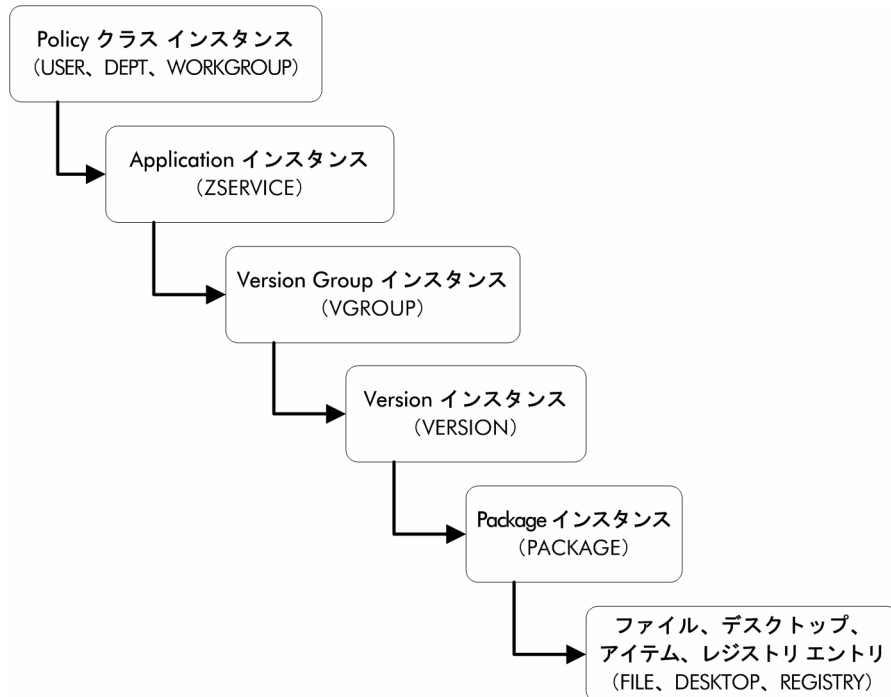 Policy クラス インスタンス
（USER、DEPT、WORKGROUP）
Application インスタンス
（ZSERVICE）
Version Group インスタンス
（VGROUP）
Version インスタンス
（VERSION）
Package インスタンス
（PACKAGE）
ファイル、デスクトップ、
アイテム、レジストリ エントリ
（FILE、DESKTOP、REGISTRY）